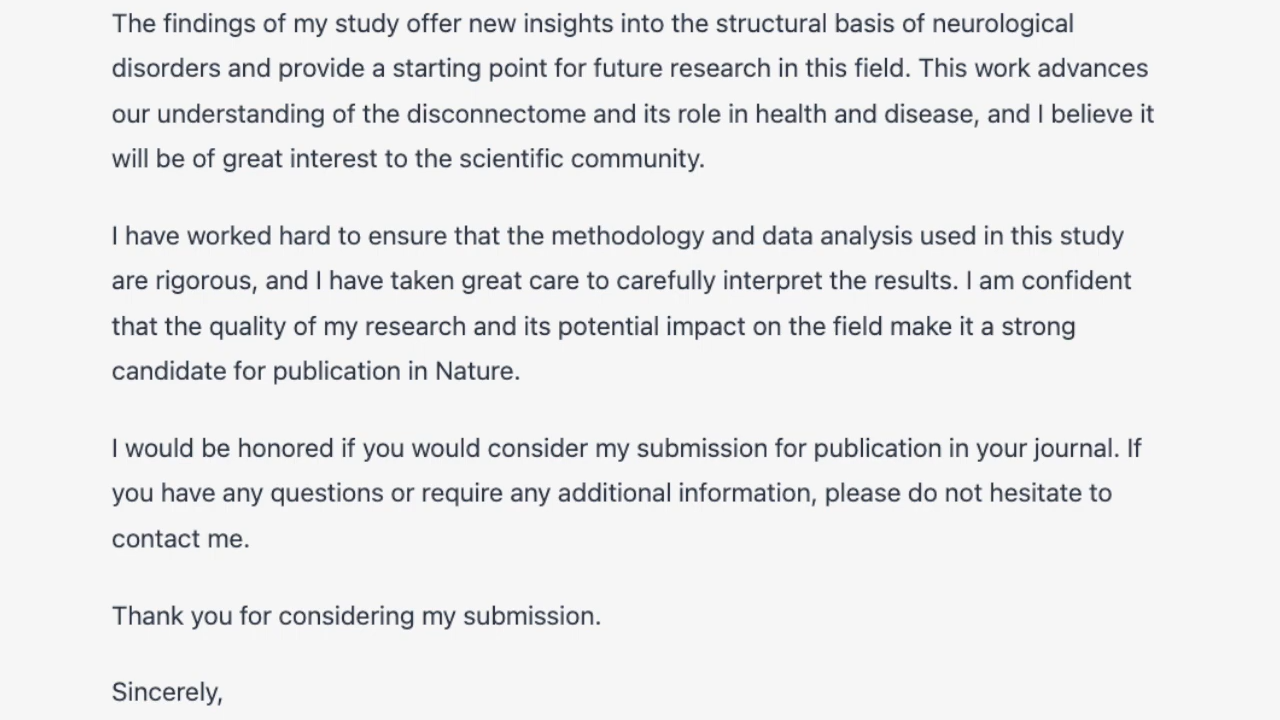 The findings of my study offer new insights into the structural basis of neurological
disorders and provide a starting point for future research in this field. This work advances
our understanding of the disconnectome and its role in health and disease, and I believe it
will be of great interest to the scientific community.
I have worked hard to ensure that the methodology and data analysis used in this study
are rigorous, and I have taken great care to carefully interpret the results. I am confident
that the quality of my research and its potential impact on the field make it a strong
candidate for publication in Nature.
I would be honored if you would consider my submission for publication in your journal. If
you have any questions or require any additional information, please do not hesitate to
contact me.
Thank you for considering my submission.
Sincerely,